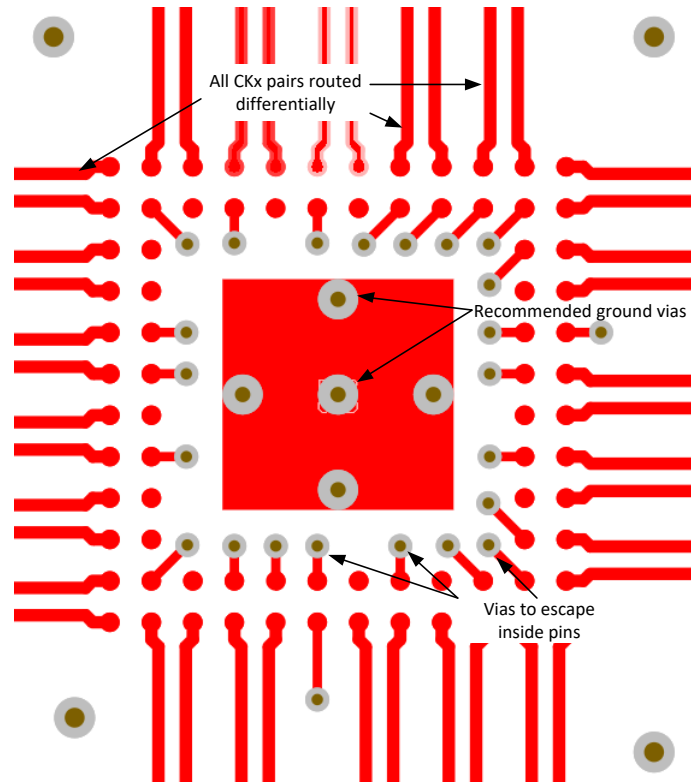 All CKx pairs routed
differentially
Recommended ground vias
Vias to escape
inside pins